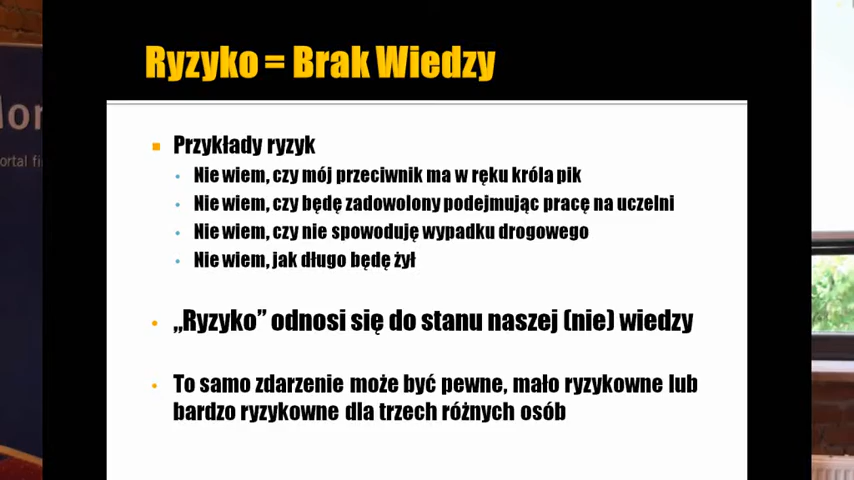 Ryzyko = Brak Wiedzy
Przykłady ryzyk
Nie wiem, czy mój przeciwnik ma w ręku króla pik
Nie wiem, czy będę zadowolony podejmując pracę na uczelni
Nie wiem, czy nie spowoduję wypadku drogowego
Nie wiem, jak długo będę żył
„Ryzyko” odnosi się do stanu naszej (nie) wiedzy
To samo zdarzenie może być pewne, mało ryzykowne lub
bardzo ryzykowne dla trzech różnych osób